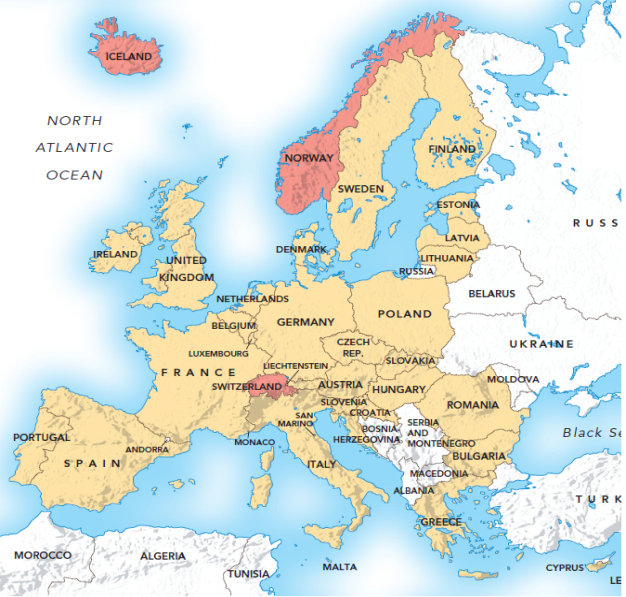 ICELAND
NORTH
ATLANTIC
OCEAN
NORWAY
FINLAND
SWEDEN
ESTONIA
RUSS
LATVIA
DENMARK
IRELAND
UNITED
KINGDOM
LITHUANIA
RUSSIA
BELARUS
NETHERLANDS
POLAND
GERMANY
BELGIUM
CZECH
REP.
UKRAINE
LUXEMBOURG
SLOVAKIA
LIECHTENSTEIN
FRANCE
MOLDOVA
SWITZERLAND
AUSTRIA
HUNGARY
SLOVENIA
ROMANIA
CROATIA
SAN
MARINO
BOSNIA-
HERZEGOVINA
SERBIA
AND
MONTENEGRO
Black Se
PORTUGAL
MONACO
ANDORRA
SPAIN
ITALY
BULGARIA
MACEDONIA
ALBANIA
TURK
GREECE
MOROCCO
ALGERIA
TUNISIA
MALTA
CYPRUS
LE